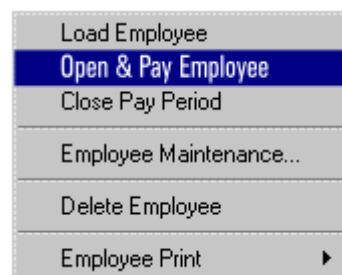 Load Employee
Open & Pay Employee
Close Pay Period
Employee Maintenance...
Delete Employee
Employee Print